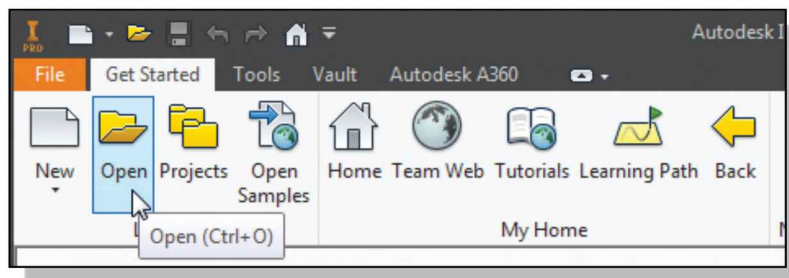 I
PRO
Autodesk I
File Get Started Tools Vault Autodesk A360
New Open Projects Open Samples Home Team Web Tutorials Learning Path Back
Open (Ctrl+O)
My Home